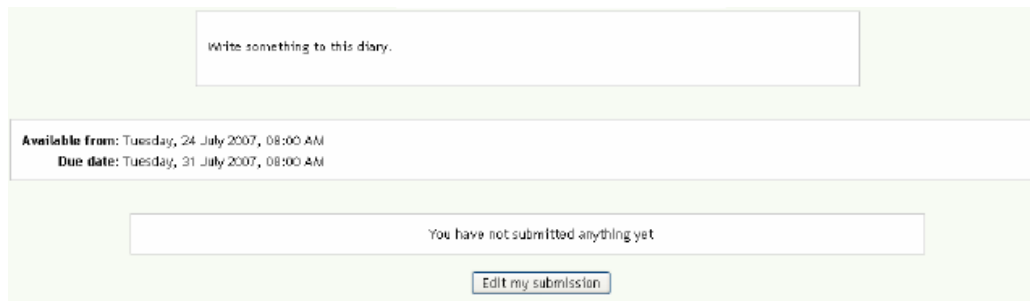 Write something to this diary.
Available from: Tuesday, 24 July 2007, 08:00 AM
Due date: Tuesday, 31 July 2007, 08:00 AM
You have not submitted anything yet
Edit my submission